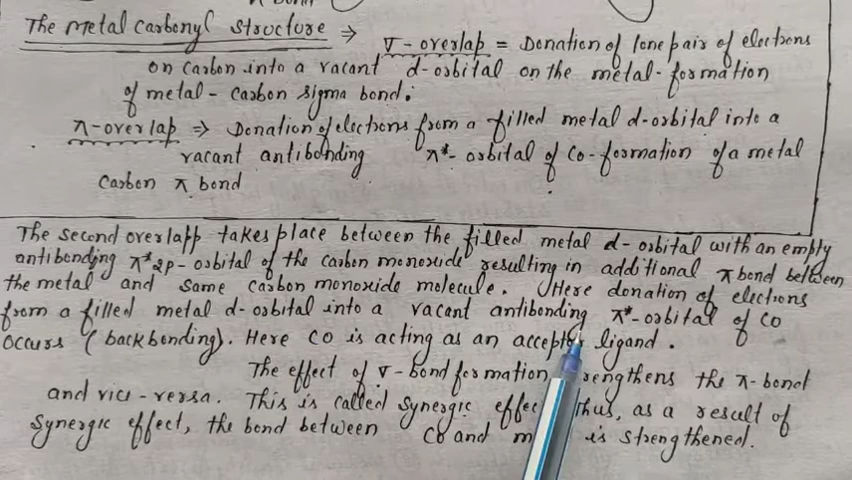 The Metal Carbonyl Structure ⇒ σ-overlap = Donation of lone pair of electrons
on carbon into a vacant d-orbital on the metal-formation
of metal-Carbon sigma bond.
π-overlap ⇒ Donation of electrons from a filled metal d-orbital into a
vacant antibonding π*-orbital of Co-formation of a metal
Carbon π bond
The second overlapp takes place between the filled metal d-orbital with an empty
antibonding π*2p-orbital of the carbon monoxide resulting in additional π bond between
the metal and same carbon monoxide molecule. Here donation of electrons
from a filled metal d-orbital into a vacant antibonding π*-orbital of CO
occurs (backbonding). Here CO is acting as an ligand.
The effect of σ-bond formation the π-bond
and vice-versa. This is called synergic Thus, as a result of
synergic effect, the bond between CO and is strengthened.